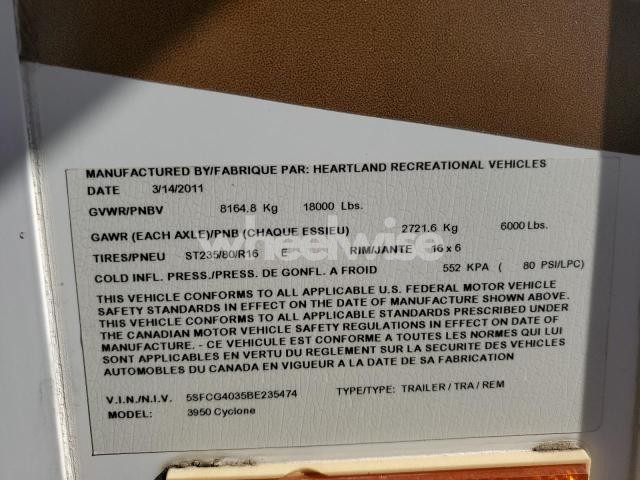 MANUFACTURED BY/FABRIQUE PAR: HEARTLAND RECREATIONAL VEHICLES
DATE 3/14/2011
GVWR/PNBV 8164.8 Kg 18000 Lbs.
GAWR (EACH AXLE)/PNB (CHAQUE ESSIEU) 2721.6 Kg 6000 Lbs.
wheelwise
TIRES/PNEU ST235/80/R16 E RIM/JANTE 16 x 6
COLD INFL. PRESS./PRESS. DE GONFL. A FROID 552 KPA ( 80 PSI/LPC)
THIS VEHICLE CONFORMS TO ALL APPLICABLE U.S. FEDERAL MOTOR VEHICLE
SAFETY STANDARDS IN EFFECT ON THE DATE OF MANUFACTURE SHOWN ABOVE.
THIS VEHICLE CONFORMS TO ALL APPLICABLE STANDARDS PRESCRIBED UNDER
THE CANADIAN MOTOR VEHICLE SAFETY REGULATIONS IN EFFECT ON DATE OF
MANUFACTURE. - CE VEHICULE EST CONFORME A TOUTES LES NORMES QUI LUI
SONT APPLICABLES EN VERTU DU REGLEMENT SUR LA SECURITE DES VEHICLES
AUTOMOBILES DU CANADA EN VIGUEUR A LA DATE DE SA FABRICATION
V.I.N./N.I.V. 5SFCG4035BE235474 TYPE/TYPE: TRAILER / TRA / REM
MODEL: 3950 Cyclone